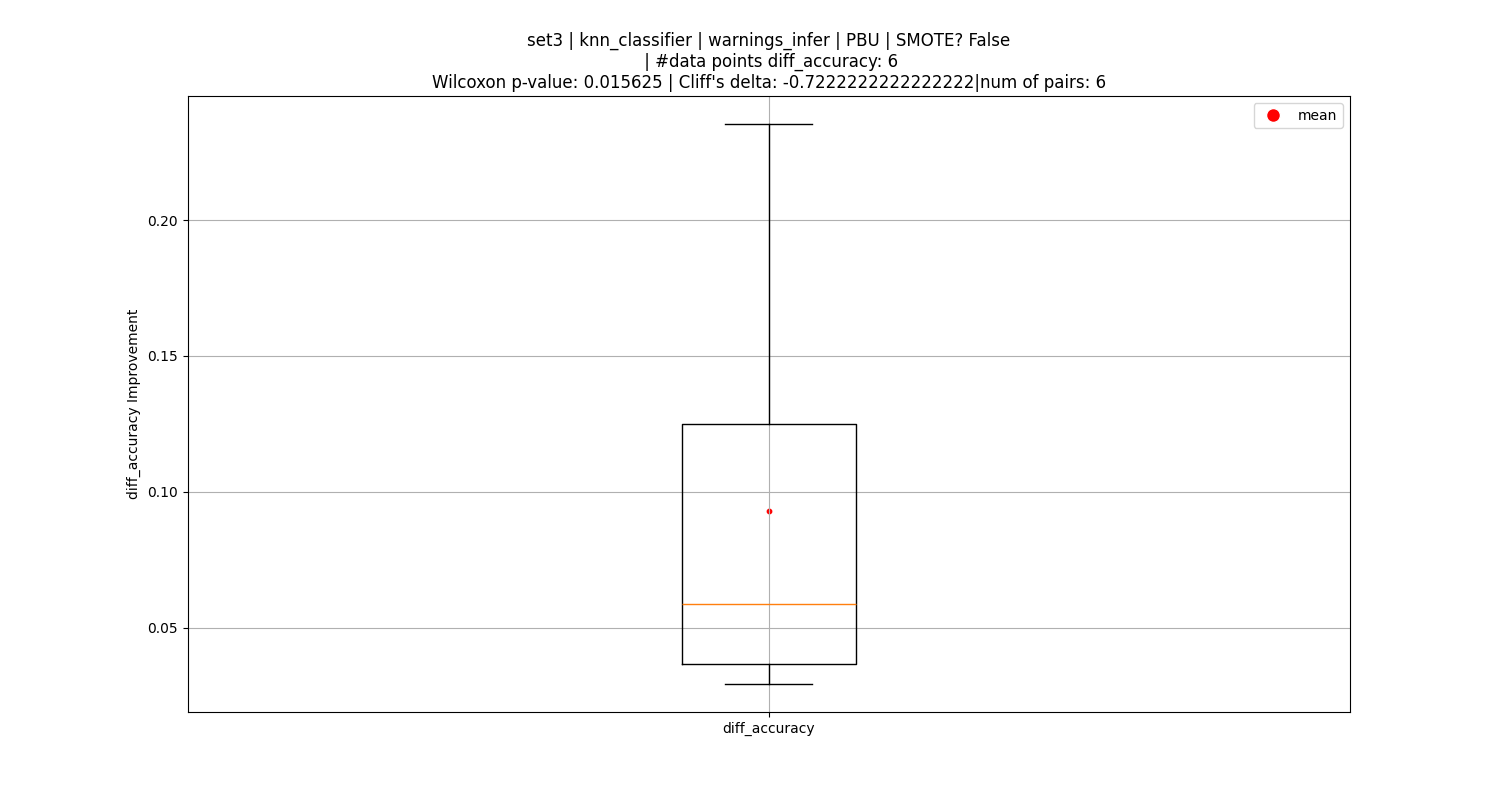 set3 | knn_classifier | warnings_infer | PBU | SMOTE? False
| #data points diff_accuracy: 6
Wilcoxon p-value: 0.015625 | Cliff's delta: -0.7222222222222222|num of pairs: 6
mean
0.20
0.15
0.10
0.05
diff_accuracy Improvement
diff_accuracy